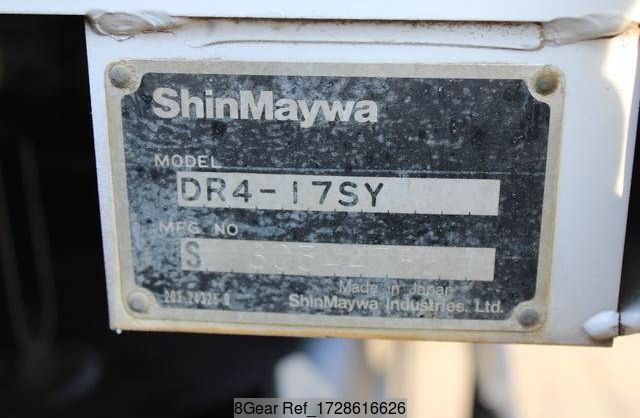 ShinMaywa
MODEL
DR4-17SY
MFG NO
S
Made in Japan
ShinMaywa Industries, Ltd.
8Gear Ref_1728616626